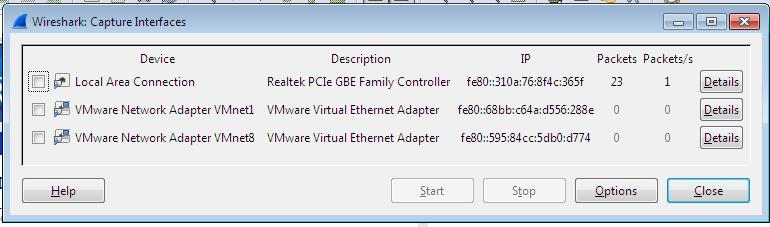 Wireshark: Capture Interfaces
Device Description IP Packets Packets/s
Local Area Connection Realtek PCIe GBE Family Controller fe80::310a:76:8f4c:365f 23 1 Details
VMware Network Adapter VMnet1 VMware Virtual Ethernet Adapter fe80::68bb:c64a:d556:288e 0 0 Details
VMware Network Adapter VMnet8 VMware Virtual Ethernet Adapter fe80::595:84cc:5db0:d774 0 0 Details
Help Start Stop Options Close